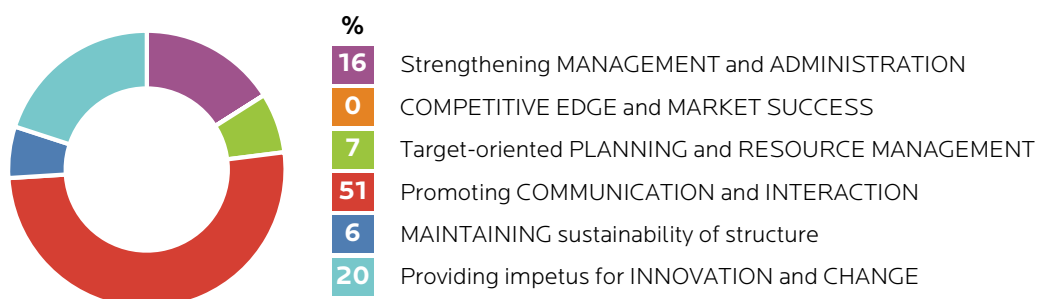 %
16 Strengthening MANAGEMENT and ADMINISTRATION
0 COMPETITIVE EDGE and MARKET SUCCESS
7 Target-oriented PLANNING and RESOURCE MANAGEMENT
51 Promoting COMMUNICATION and INTERACTION
6 MAINTAINING sustainability of structure
20 Providing impetus for INNOVATION and CHANGE